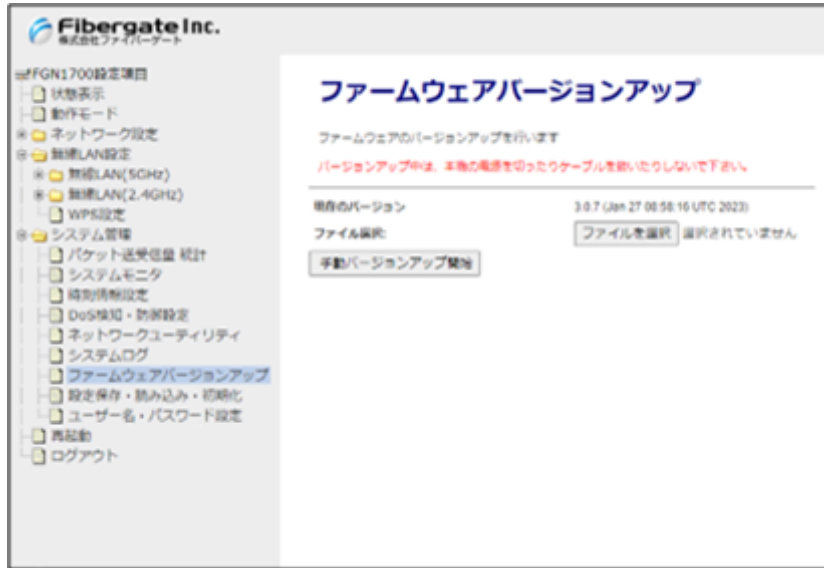 Fibergate Inc.
株式会社ファイバーゲート
FGN1700設定項目
状態表示
動作モード
ネットワーク設定
無線LAN設定
無線LAN(5GHz)
無線LAN(2.4GHz)
WPS設定
システム管理
パケット送受信量 統計
システムモニタ
時刻情報設定
DoS検知・防御設定
ネットワークユーティリティ
システムログ
ファームウェアバージョンアップ
設定保存・読み込み・初期化
ユーザー名・パスワード設定
再起動
ログアウト
ファームウェアバージョンアップ
ファームウェアのバージョンアップを行います
バージョンアップ中は、本機の電源を切ったりケーブルを抜いたりしないで下さい。
現在のバージョン 3.0.7 (Jan 27 08:58:16 UTC 2023)
ファイル選択: ファイルを選択 選択されていません
手動バージョンアップ開始